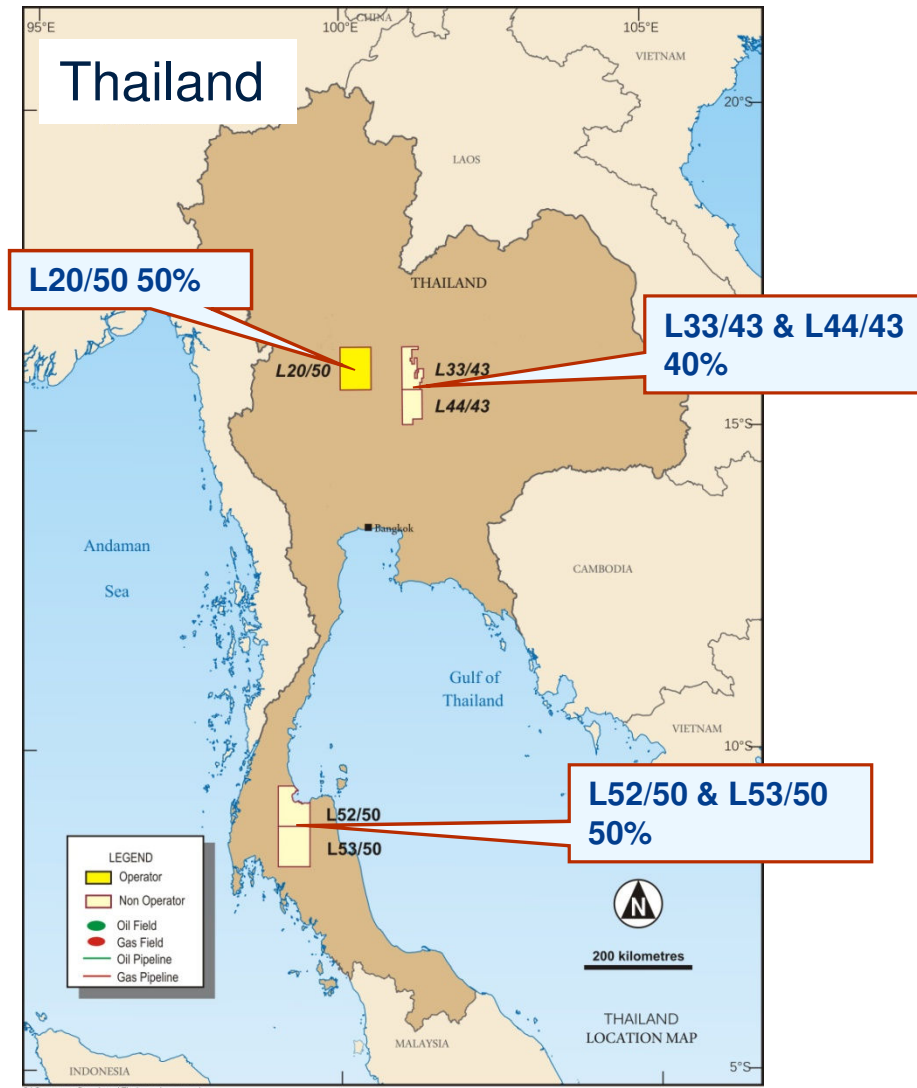 95°E
100°E
105°E
CHINA
VIETNAM
Thailand
20°S
LAOS
L20/50 50%
THAILAND
L33/43 & L44/43
40%
L20/50
L33/43
L44/43
15°S
Bangkok
Andaman
Sea
CAMBODIA
Gulf of
Thailand
VIETNAM
10°S
L52/50 & L53/50
50%
L52/50
L53/50
LEGEND
Operator
Non Operator
Oil Field
Gas Field
Oil Pipeline
Gas Pipeline
N
200 kilometres
THAILAND
LOCATION MAP
MALAYSIA
INDONESIA
5°S